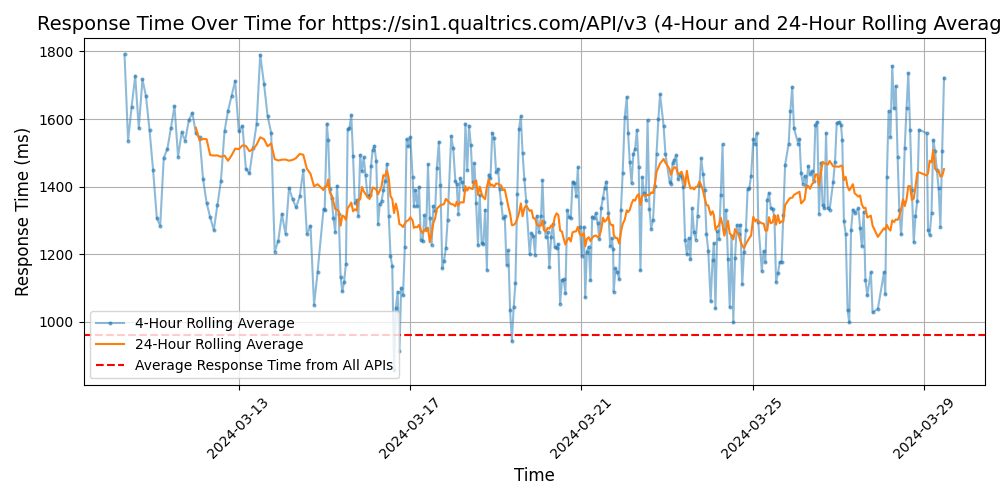 Response Time Over Time for https://sin1.qualtrics.com/API/v3 (4-Hour and 24-Hour Rolling Averag
Response Time (ms)
1800
1600
1400
1200
1000
4-Hour Rolling Average
24-Hour Rolling Average
Average Response Time from All APIs
2024-03-13
2024-03-17
2024-03-21
2024-03-25
2024-03-29
Time